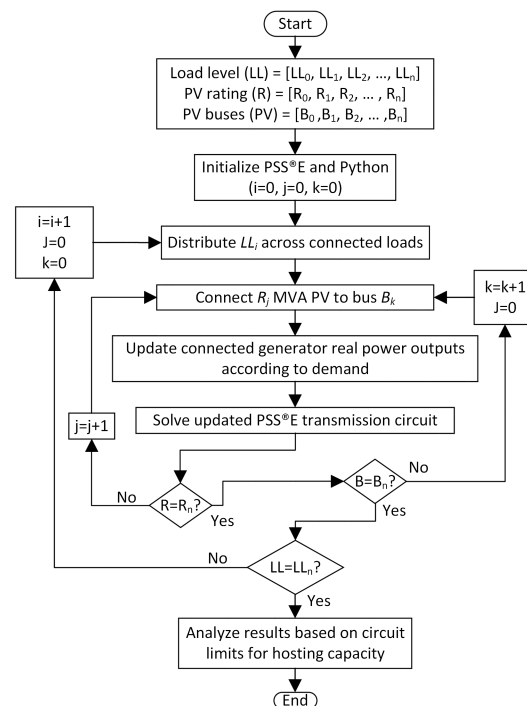 Start
Load level (LL) = [LL0, LL1, LL2, ..., LLn]
PV rating (R) = [R0, R1, R2, ... , Rn]
PV buses (PV) = [B0 ,B1, B2, ... ,Bn]
Initialize PSS®E and Python
(i=0, j=0, k=0)
i=i+1
J=0
k=0
Distribute LLi across connected loads
Connect Rj MVA PV to bus Bk
k=k+1
J=0
Update connected generator real power outputs
according to demand
Solve updated PSS®E transmission circuit
j=j+1
R=Rn?
No
Yes
B=Bn?
No
Yes
LL=LLn?
No
Yes
Analyze results based on circuit
limits for hosting capacity
End